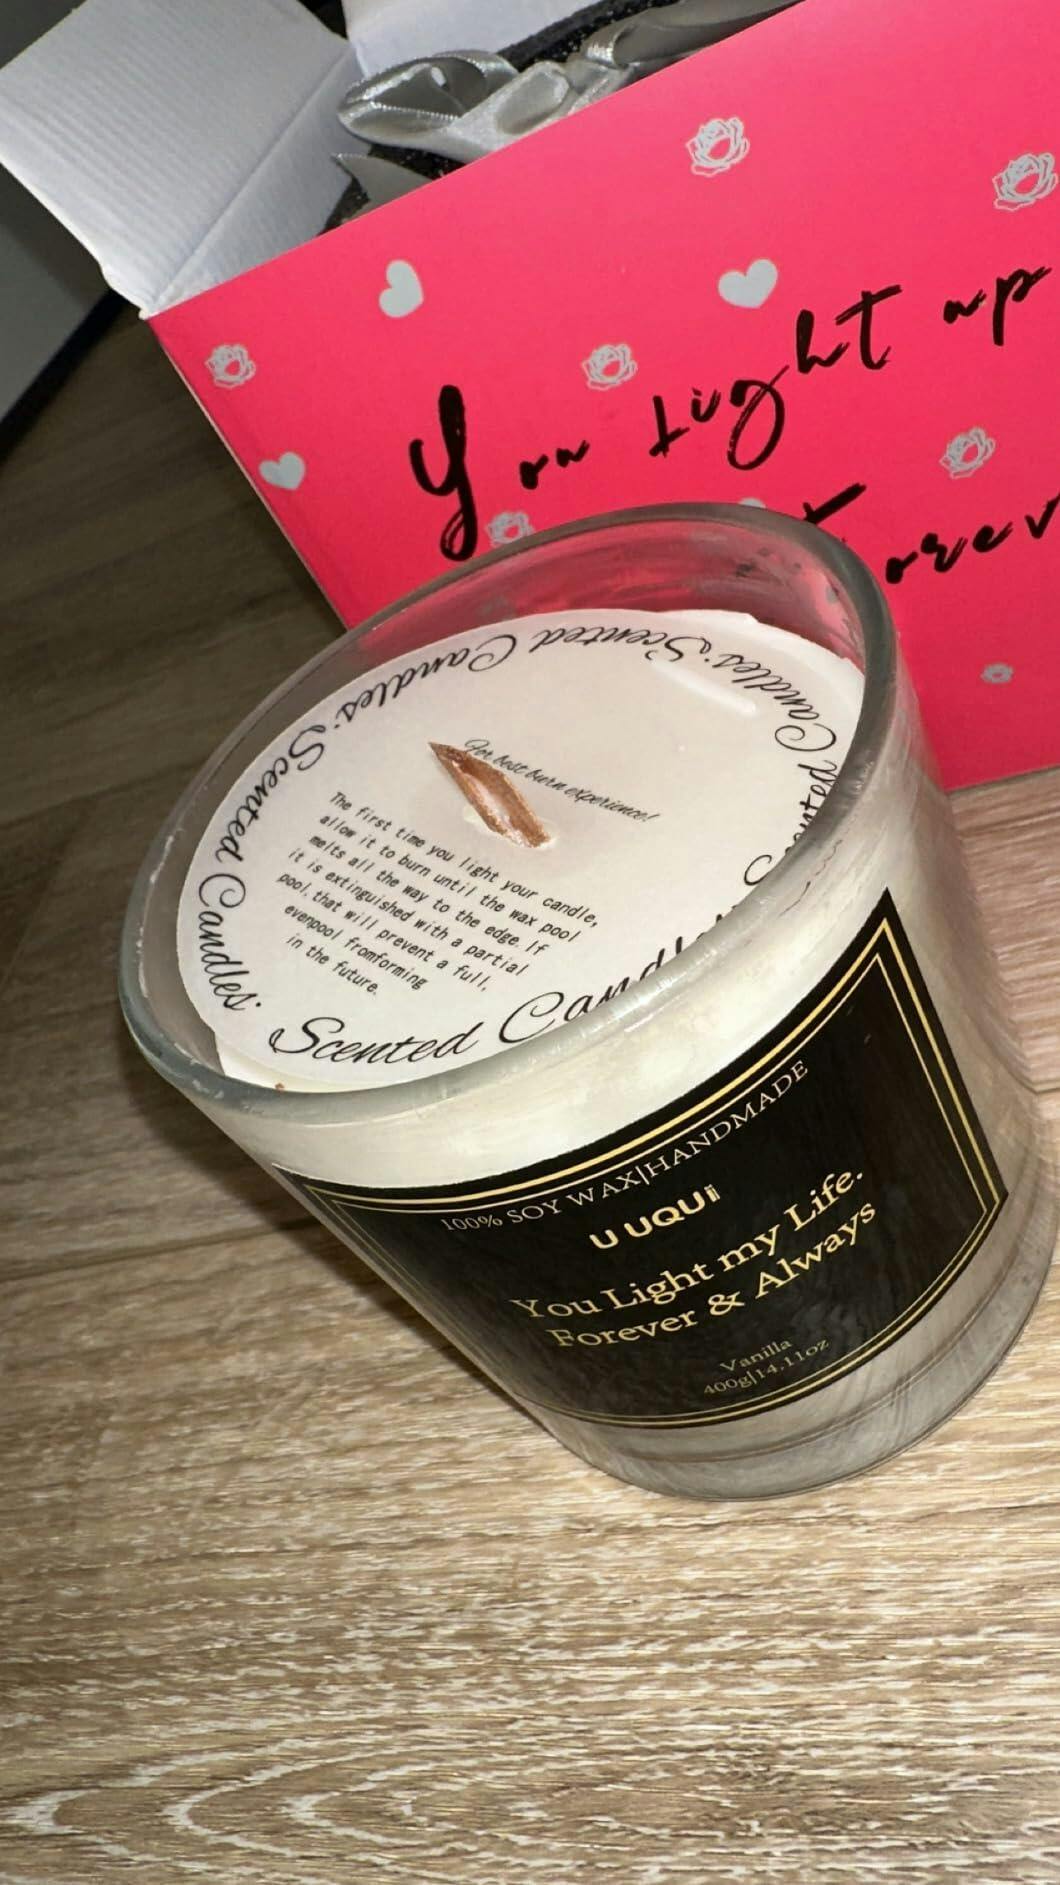 You light up
forev
Scented Candles Scented Candles Scented Candles Scented Candles
For best burn experience!
The first time you light your candle,
allow it to burn until the wax pool
melts all the way to the edge. If
it is extinguished with a partial
pool, that will prevent a full,
evenpool fromforming
in the future.
100% SOY WAX|HANDMADE
UUQUii
You Light my Life.
Forever & Always
Vanilla
400g|14.11oz